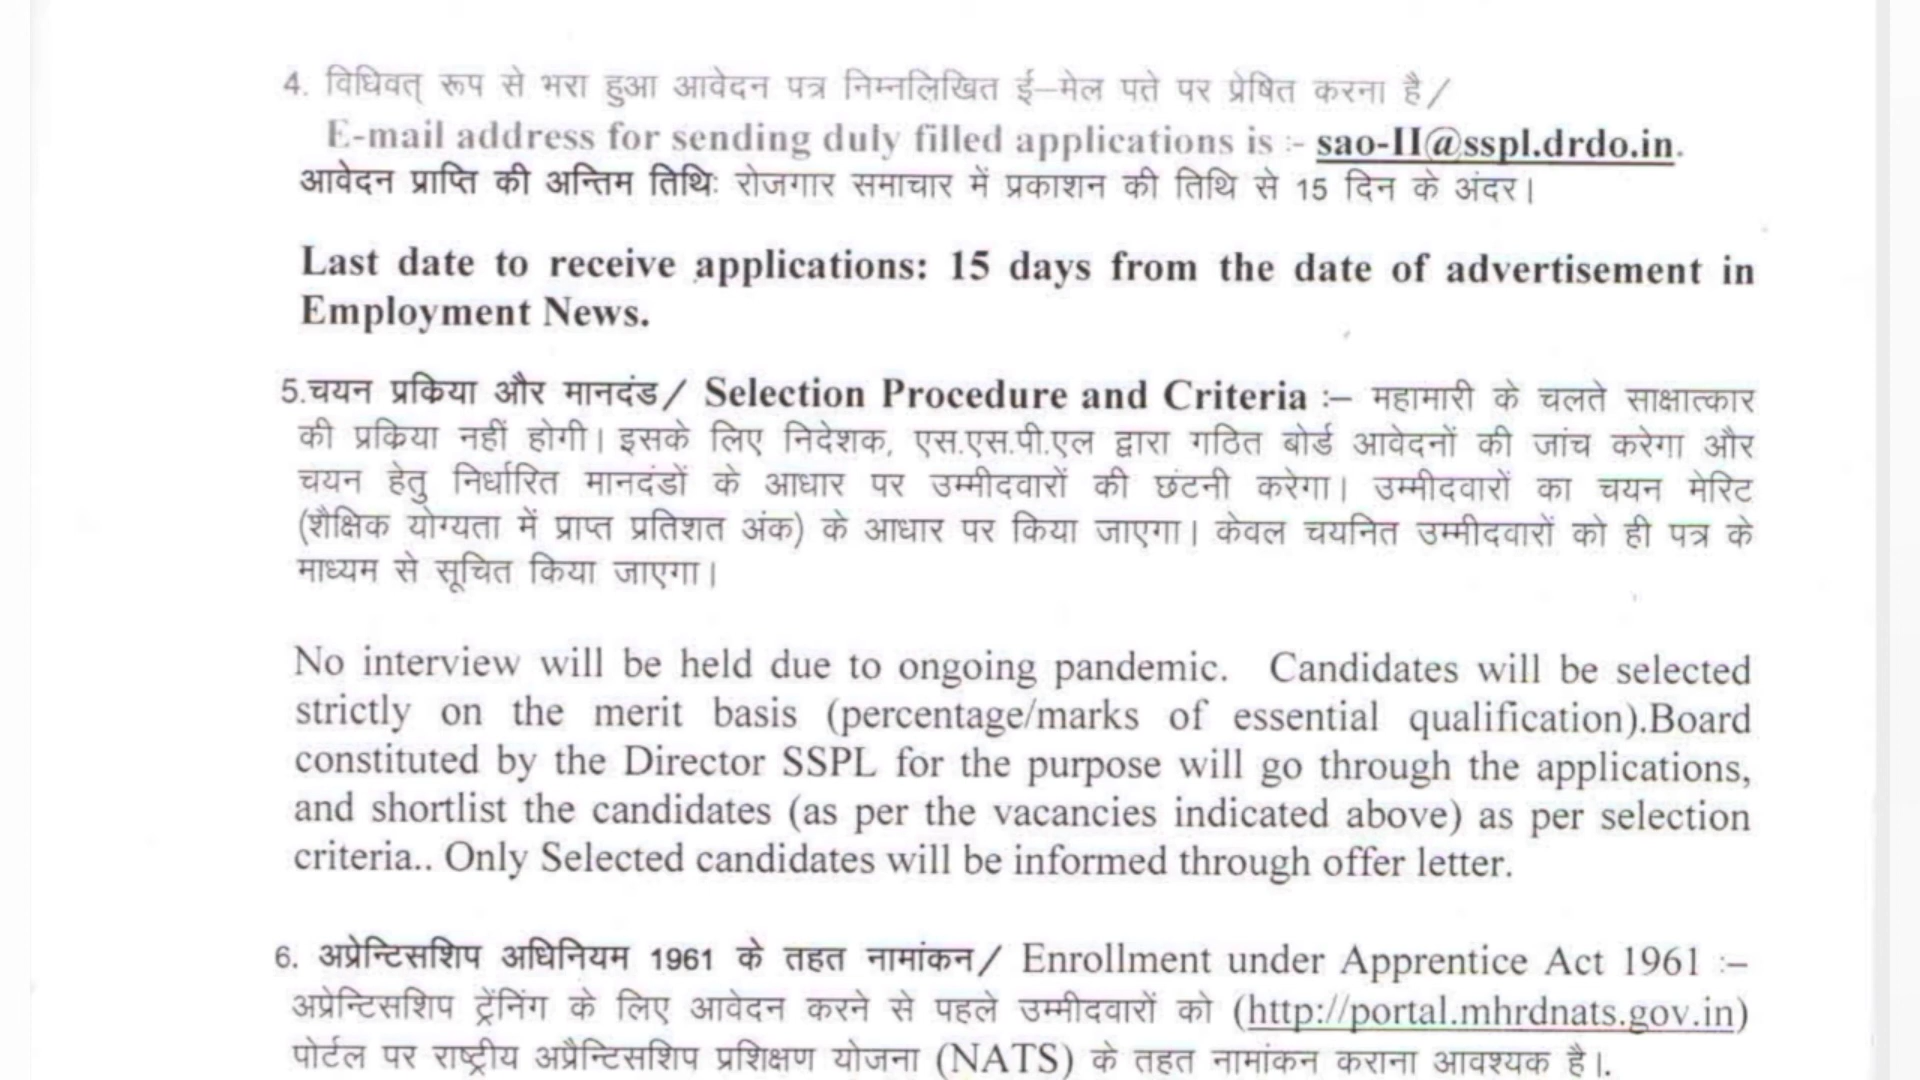 4. विधिवत् रूप से भरा हुआ आवेदन पत्र निम्नलिखित ई–मेल पते पर प्रेषित करना है/
E-mail address for sending duly filled applications is :- sao-II@sspl.drdo.in.
आवेदन प्राप्ति की अन्तिम तिथिः रोजगार समाचार में प्रकाशन की तिथि से 15 दिन के अंदर।
Last date to receive applications: 15 days from the date of advertisement in
Employment News.
5.चयन प्रकिया और मानदंड/ Selection Procedure and Criteria :– महामारी के चलते साक्षात्कार
की प्रकिया नहीं होगी। इसके लिए निदेशक, एस.एस.पी.एल द्वारा गठित बोर्ड आवेदनों की जांच करेगा और
चयन हेतु निर्धारित मानदंडों के आधार पर उम्मीदवारों की छंटनी करेगा। उम्मीदवारों का चयन मेरिट
(शैक्षिक योग्यता में प्राप्त प्रतिशत अंक) के आधार पर किया जाएगा। केवल चयनित उम्मीदवारों को ही पत्र के
माध्यम से सूचित किया जाएगा।
No interview will be held due to ongoing pandemic. Candidates will be selected
strictly on the merit basis (percentage/marks of essential qualification).Board
constituted by the Director SSPL for the purpose will go through the applications,
and shortlist the candidates (as per the vacancies indicated above) as per selection
criteria.. Only Selected candidates will be informed through offer letter.
6. अप्रेन्टिसशिप अधिनियम 1961 के तहत नामांकन/ Enrollment under Apprentice Act 1961 :–
अप्रेन्टिसशिप ट्रेंनिंग के लिए आवेदन करने से पहले उम्मीदवारों को (http://portal.mhrdnats.gov.in)
पोर्टल पर राष्ट्रीय अप्रैन्टिसशिप प्रशिक्षण योजना (NATS) के तहत नामांकन कराना आवश्यक है।.